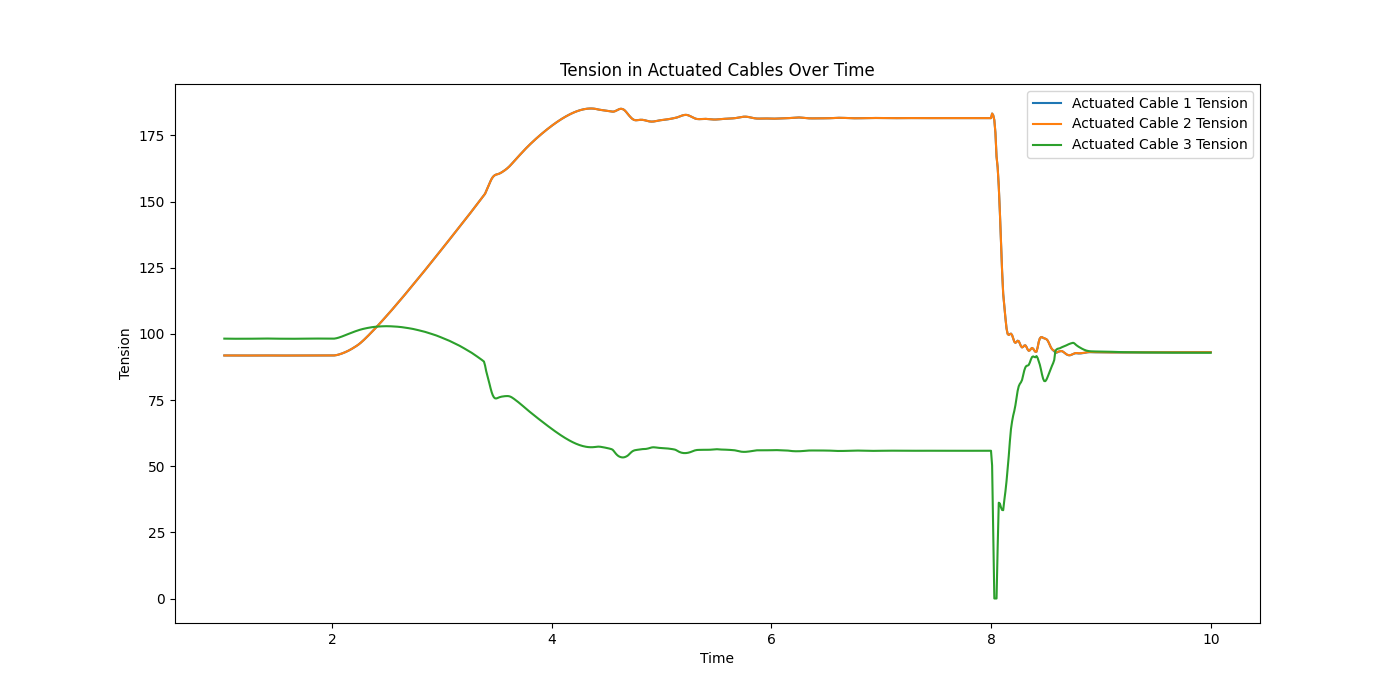 Tension in Actuated Cables Over Time
Actuated Cable 1 Tension
Actuated Cable 2 Tension
Actuated Cable 3 Tension
175
150
125
100
75
50
25
0
Tension
2 4 6 8 10
Time